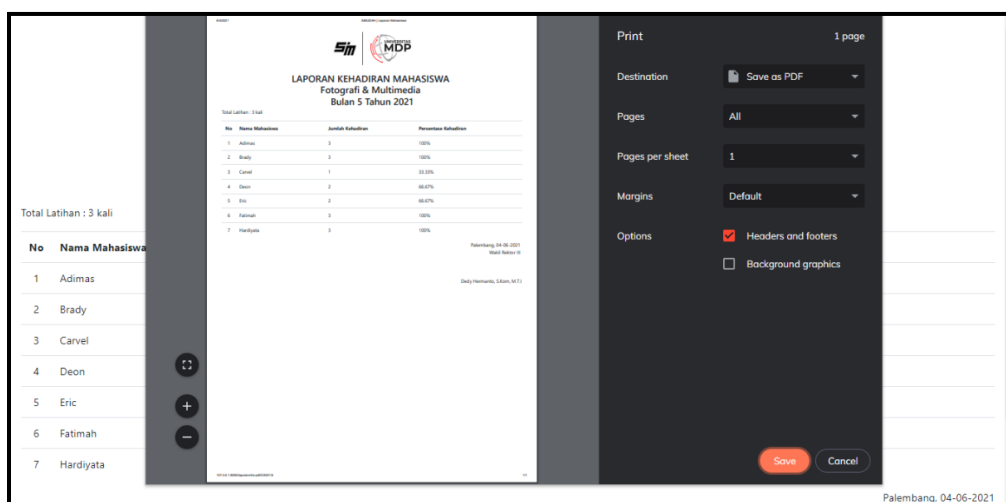 Sim UNIVERSITAS MDP
LAPORAN KEHADIRAN MAHASISWA
Fotografi & Multimedia
Bulan 5 Tahun 2021
Total Latihan : 3 kali
No Nama Mahasiswa Jumlah Kehadiran Persentase Kehadiran
1 Adimas 3 100%
2 Brady 3 100%
3 Carvel 1 33.33%
4 Deon 2 66.67%
5 Eric 2 66.67%
6 Fatimah 3 100%
7 Hardiyata 3 100%
Palembang, 04-06-2021
Wakil Rektor III
Dedy Hermanto, S.Kom, M.T.I
Print 1 page
Destination Save as PDF
Pages All
Pages per sheet 1
Margins Default
Options Headers and footers
Background graphics
Save Cancel
Total Latihan : 3 kali
No Nama Mahasiswa
1 Adimas
2 Brady
3 Carvel
4 Deon
5 Eric
6 Fatimah
7 Hardiyata
Palembang, 04-06-2021